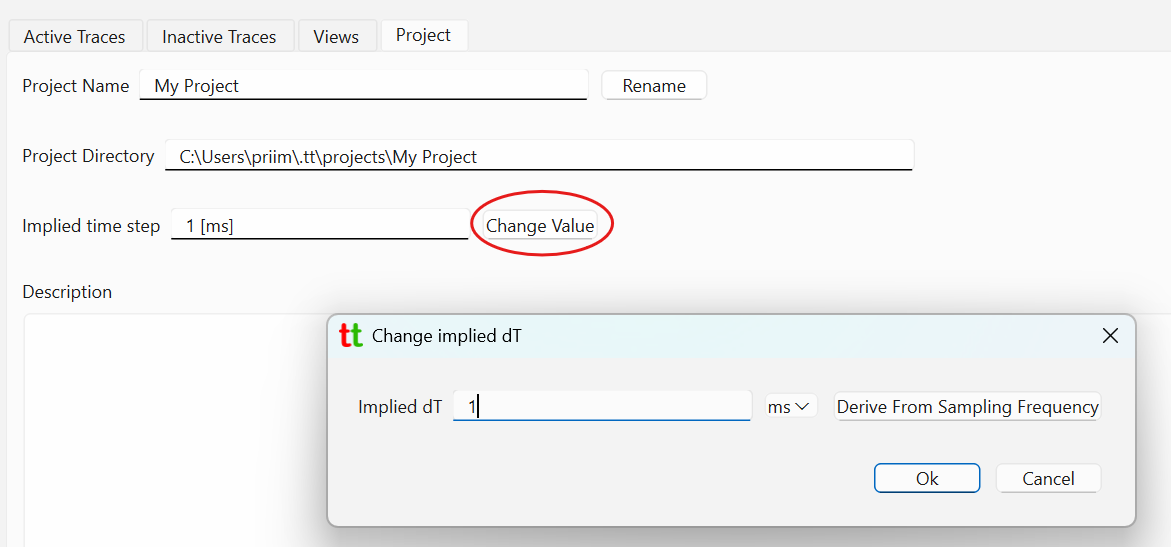 Active Traces Inactive Traces Views Project
Project Name My Project Rename
Project Directory C:\Users\priim\.tt\projects\My Project
Implied time step 1 [ms] Change Value
Description
tt Change implied dT
Implied dT 1 ms Derive From Sampling Frequency
Ok Cancel